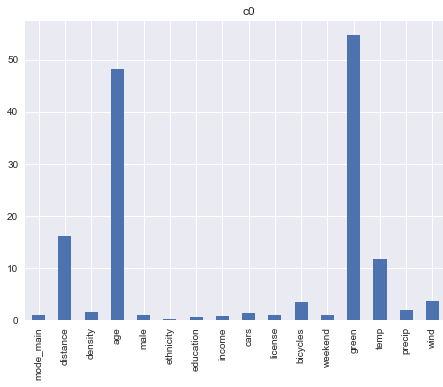 c0
50
40
30
20
10
0
mode_main
distance
density
age
male
ethnicity
education
income
cars
license
bicycles
weekend
green
temp
precip
wind